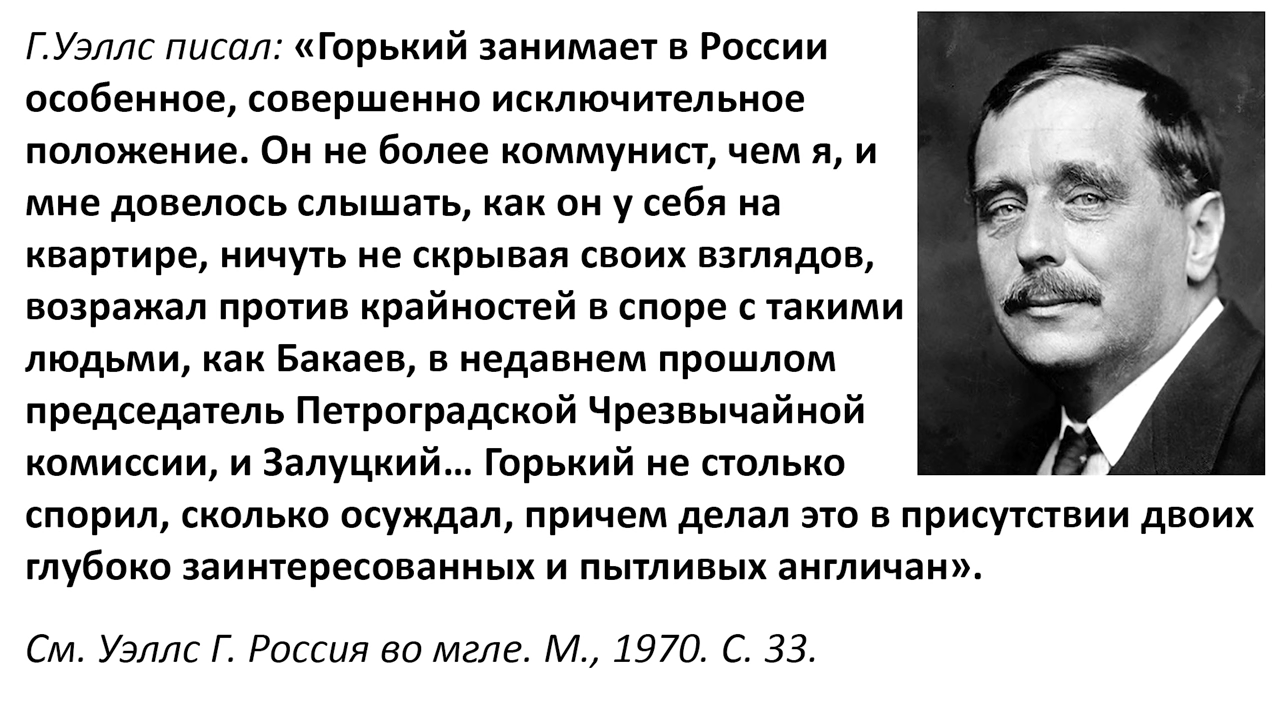 Г.Уэллс писал: «Горький занимает в России
особенное, совершенно исключительное
положение. Он не более коммунист, чем я, и
мне довелось слышать, как он у себя на
квартире, ничуть не скрывая своих взглядов,
возражал против крайностей в споре с такими
людьми, как Бакаев, в недавнем прошлом
председатель Петроградской Чрезвычайной
комиссии, и Залуцкий... Горький не столько
спорил, сколько осуждал, причем делал это в присутствии двоих
глубоко заинтересованных и пытливых англичан».
См. Уэллс Г. Россия во мгле. М., 1970. С. 33.